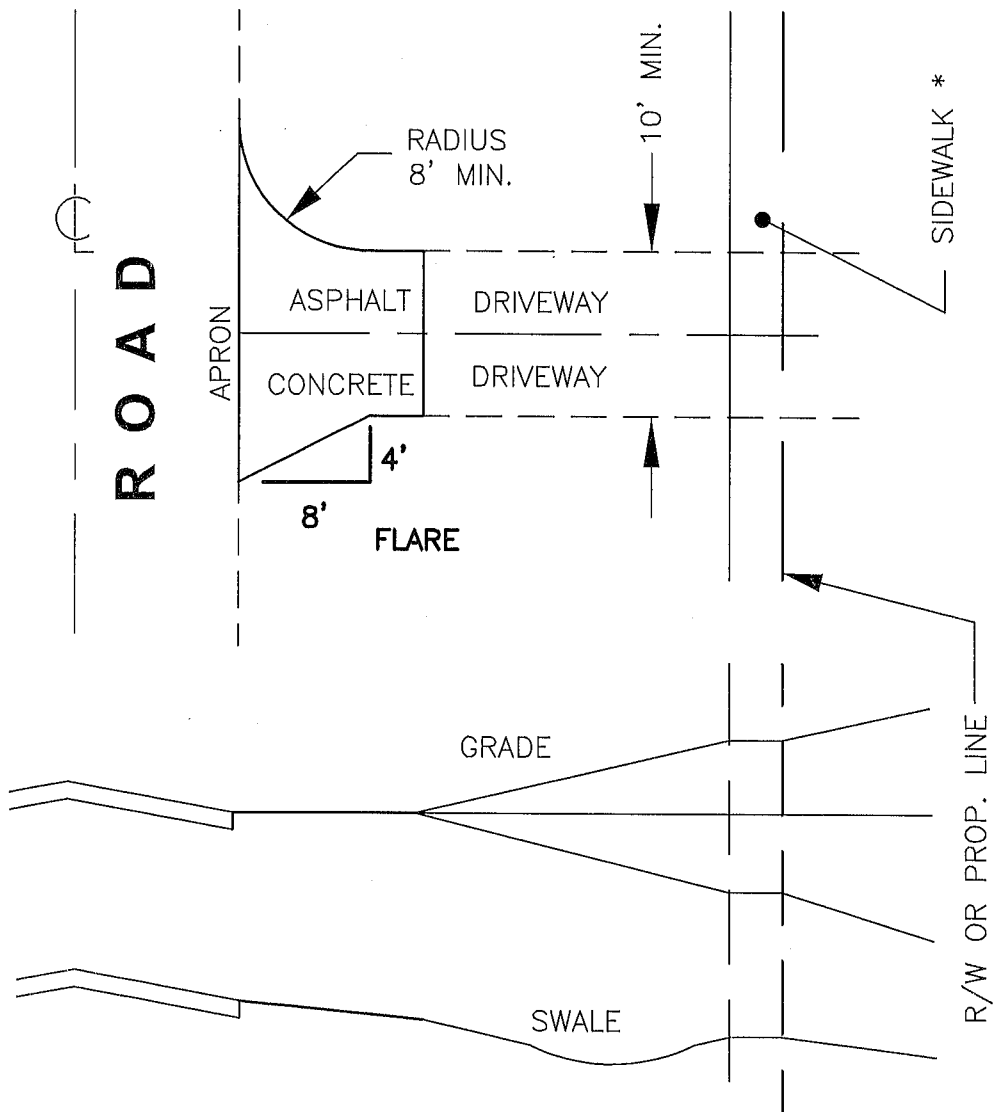 RADIUS
8' MIN.
10' MIN.
SIDEWALK *
℄
ROAD
APRON
ASPHALT
DRIVEWAY
CONCRETE
DRIVEWAY
4'
8'
FLARE
GRADE
R/W OR PROP. LINE
SWALE